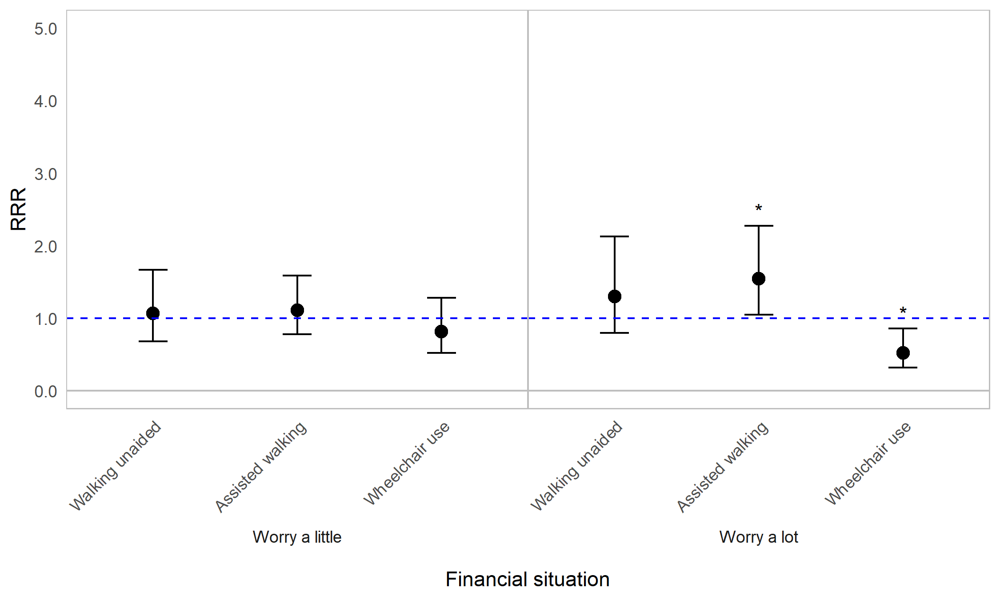 5.0
4.0
3.0
2.0
1.0
0.0
RRR
*
*
Walking unaided
Assisted walking
Wheelchair use
Walking unaided
Assisted walking
Wheelchair use
Worry a little
Worry a lot
Financial situation